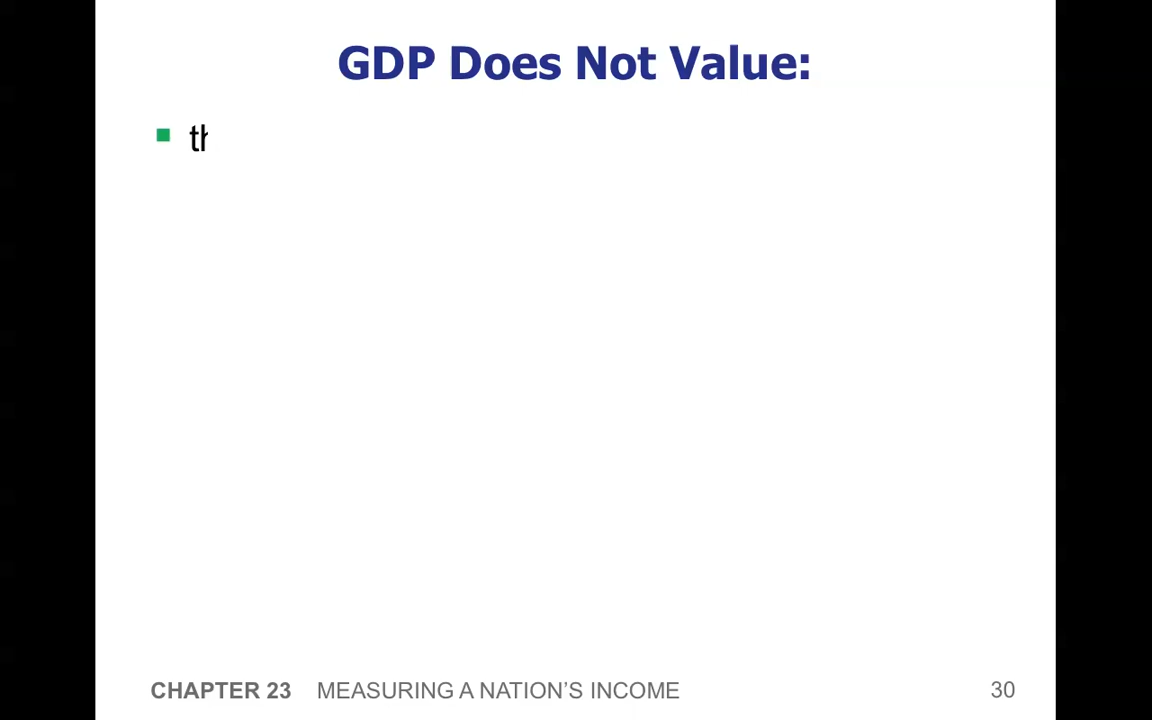 GDP Does Not Value:
CHAPTER 23 MEASURING A NATION’S INCOME 30